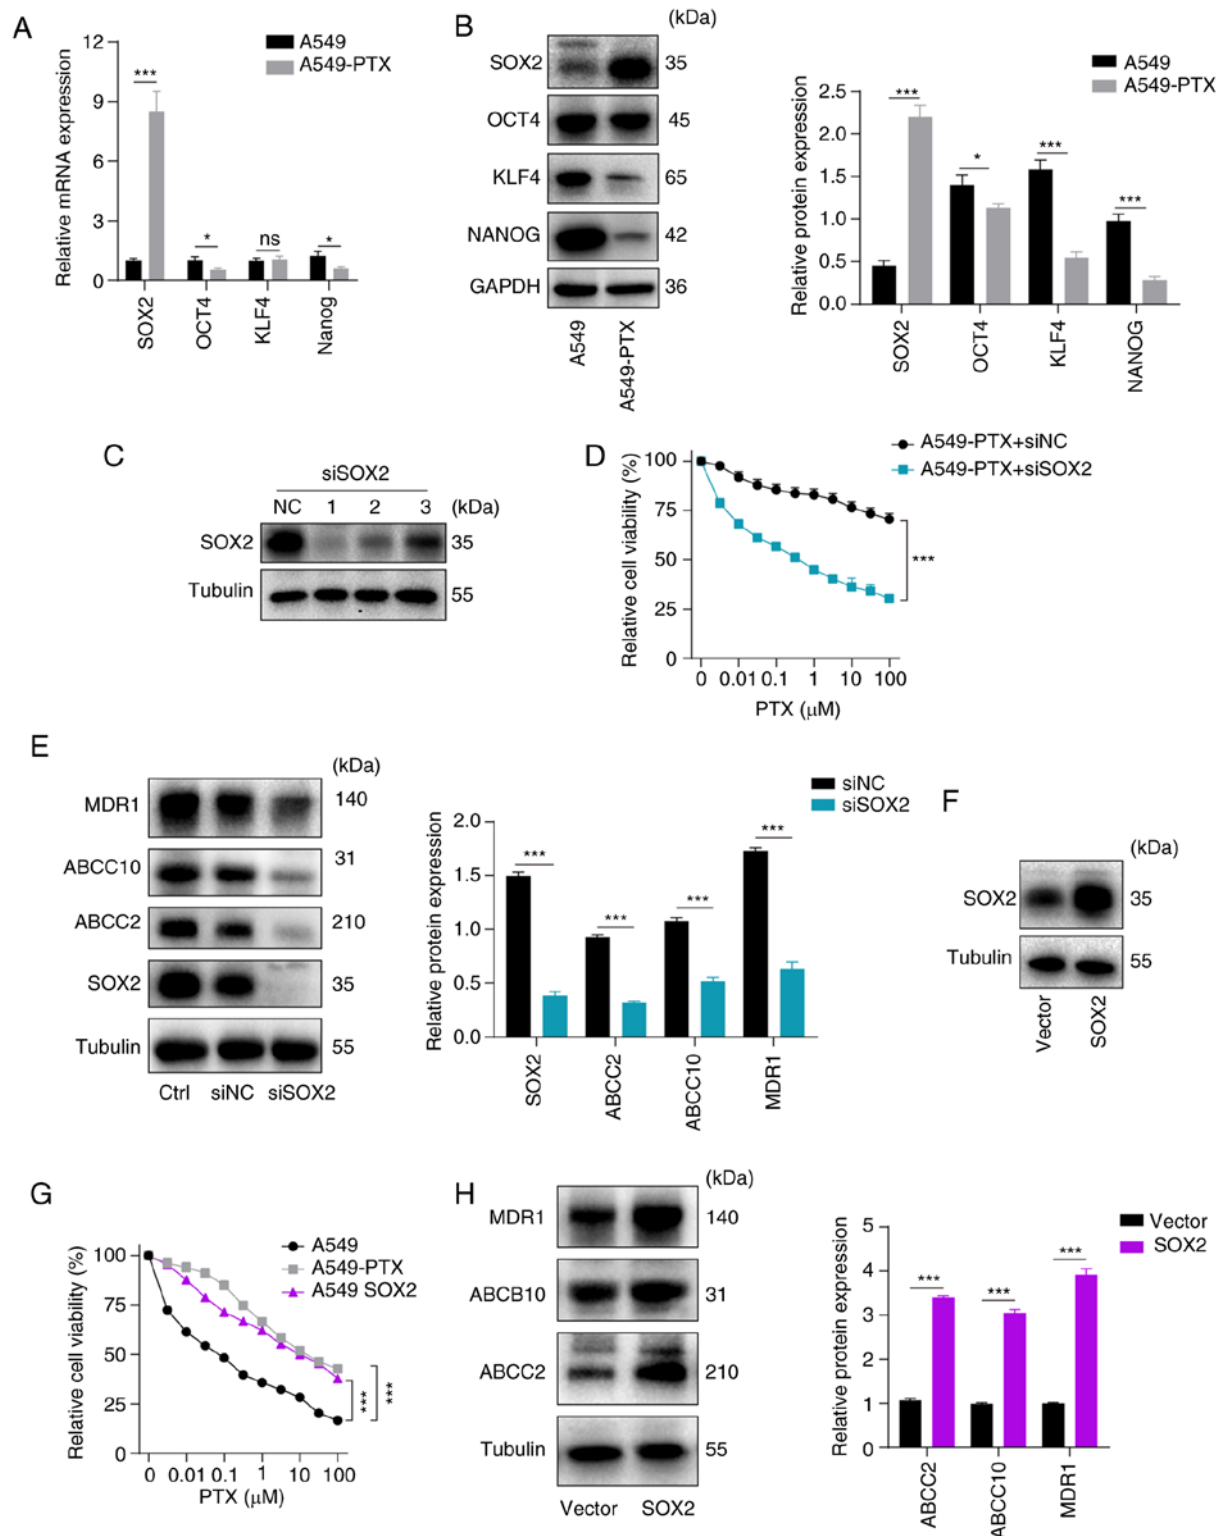 A
Relative mRNA expression
12
9
6
3
0
A549
A549-PTX
***
*
ns
*
SOX2
OCT4
KLF4
Nanog
B
(kDa)
SOX2
35
OCT4
45
KLF4
65
NANOG
42
GAPDH
36
A549
A549-PTX
Relative protein expression
2.5
2.0
1.5
1.0
0.5
0.0
A549
A549-PTX
***
*
***
***
SOX2
OCT4
KLF4
NANOG
C
siSOX2
NC 1 2 3 (kDa)
SOX2
35
Tubulin
55
D
Relative cell viability (%)
100
75
50
25
0
A549-PTX+siNC
A549-PTX+siSOX2
***
0 0.01 0.1 1 10 100
PTX (μM)
E
(kDa)
MDR1
140
ABCC10
31
ABCC2
210
SOX2
35
Tubulin
55
Ctrl siNC siSOX2
Relative protein expression
2.0
1.5
1.0
0.5
0.0
siNC
siSOX2
***
***
***
***
SOX2
ABCC2
ABCC10
MDR1
F
(kDa)
SOX2
35
Tubulin
55
Vector
SOX2
G
Relative cell viability (%)
100
75
50
25
0
A549
A549-PTX
A549 SOX2
***
***
0 0.01 0.1 1 10 100
PTX (μM)
H
(kDa)
MDR1
140
ABCB10
31
ABCC2
210
Tubulin
55
Vector SOX2
Relative protein expression
5
4
3
2
1
0
Vector
SOX2
***
***
***
ABCC2
ABCC10
MDR1